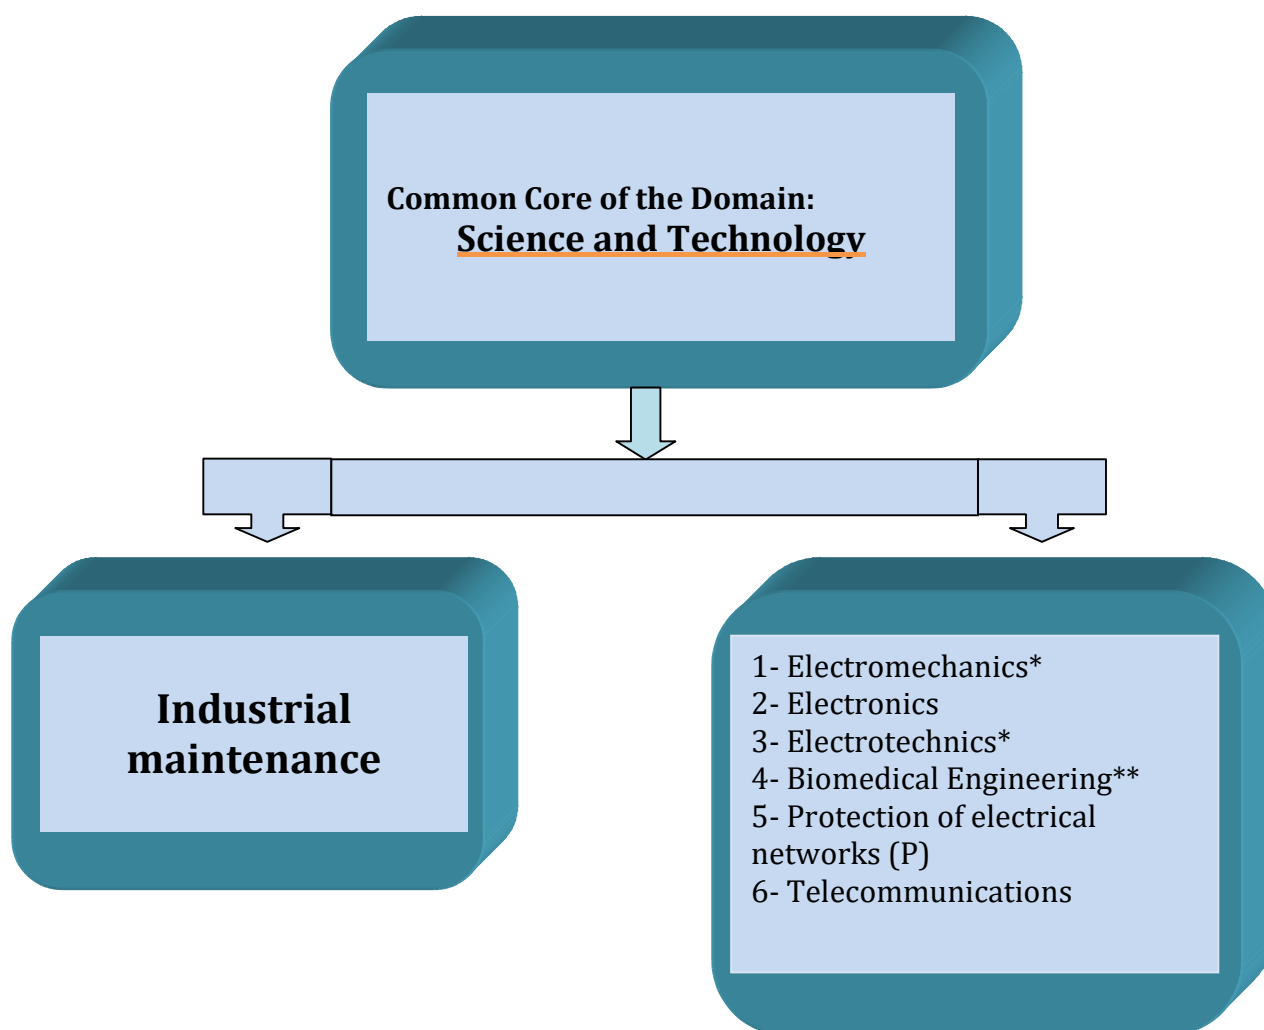 Common Core of the Domain:
Science and Technology
Industrial
maintenance
1- Electromechanics*
2- Electronics
3- Electrotechnics*
4- Biomedical Engineering**
5- Protection of electrical
networks (P)
6- Telecommunications